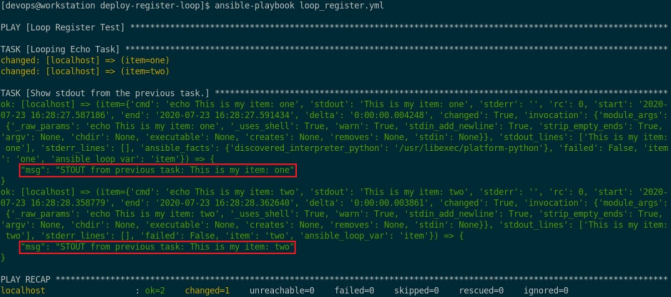 [devops@workstation deploy-register-loop]$ ansible-playbook loop_register.yml
PLAY [Loop Register Test] ****************************************************************************************************
TASK [Looping Echo Task] *****************************************************************************************************
changed: [localhost] => (item=one)
changed: [localhost] => (item=two)
TASK [Show stdout from the previous task.] ***********************************************************************************
ok: [localhost] => (item={'cmd': 'echo This is my item: one', 'stdout': 'This is my item: one', 'stderr': '', 'rc': 0, 'start': '2020-
07-23 16:28:27.587186', 'end': '2020-07-23 16:28:27.591434', 'delta': '0:00:00.004248', 'changed': True, 'invocation': {'module_args':
{'_raw_params': 'echo This is my item: one', '_uses_shell': True, 'warn': True, 'stdin_add_newline': True, 'strip_empty_ends': True,
'argv': None, 'chdir': None, 'executable': None, 'creates': None, 'removes': None, 'stdin': None}}, 'stdout_lines': ['This is my item:
one'], 'stderr_lines': [], 'ansible_facts': {'discovered_interpreter_python': '/usr/libexec/platform-python'}, 'failed': False, 'item
': 'one', 'ansible_loop_var': 'item'}) => {
"msg": "STOUT from previous task: This is my item: one"
}
ok: [localhost] => (item={'cmd': 'echo This is my item: two', 'stdout': 'This is my item: two', 'stderr': '', 'rc': 0, 'start': '2020-
07-23 16:28:28.358779', 'end': '2020-07-23 16:28:28.362640', 'delta': '0:00:00.003861', 'changed': True, 'invocation': {'module_args':
{'_raw_params': 'echo This is my item: two', '_uses_shell': True, 'warn': True, 'stdin_add_newline': True, 'strip_empty_ends': True,
'argv': None, 'chdir': None, 'executable': None, 'creates': None, 'removes': None, 'stdin': None}}, 'stdout_lines': ['This is my item:
two'], 'stderr_lines': [], 'failed': False, 'item': 'two', 'ansible_loop_var': 'item'}) => {
"msg": "STOUT from previous task: This is my item: two"
}
PLAY RECAP *******************************************************************************************************************
localhost : ok=2 changed=1 unreachable=0 failed=0 skipped=0 rescued=0 ignored=0